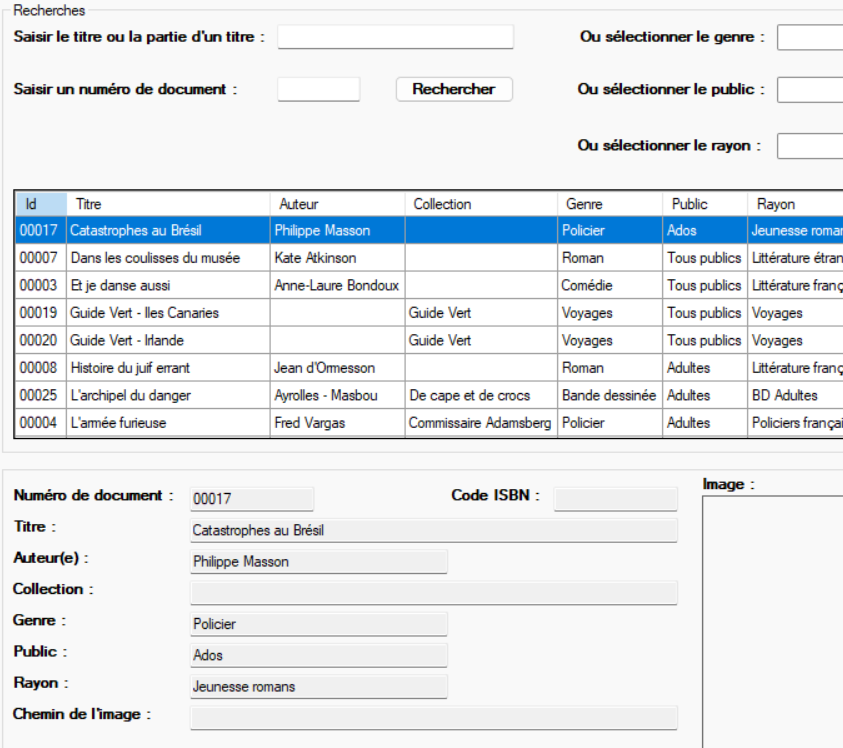 Recherches
Saisir le titre ou la partie d'un titre : Ou sélectionner le genre :
Saisir un numéro de document : Rechercher Ou sélectionner le public :
Ou sélectionner le rayon :
Id Titre Auteur Collection Genre Public Rayon
00017 Catastrophes au Brésil Philippe Masson Policier Ados Jeunesse romar
00007 Dans les coulisses du musée Kate Atkinson Roman Tous publics Littérature étran
00003 Et je danse aussi Anne-Laure Bondoux Comédie Tous publics Littérature franç
00019 Guide Vert - Iles Canaries Guide Vert Voyages Tous publics Voyages
00020 Guide Vert - Irlande Guide Vert Voyages Tous publics Voyages
00008 Histoire du juif errant Jean d'Ormesson Roman Adultes Littérature franç
00025 L'archipel du danger Ayrolles - Masbou De cape et de crocs Bande dessinée Adultes BD Adultes
00004 L'armée furieuse Fred Vargas Commissaire Adamsberg Policier Adultes Policiers françai
Numéro de document : 00017 Code ISBN : Image :
Titre : Catastrophes au Brésil
Auteur(e) : Philippe Masson
Collection :
Genre : Policier
Public : Ados
Rayon : Jeunesse romans
Chemin de l'image :